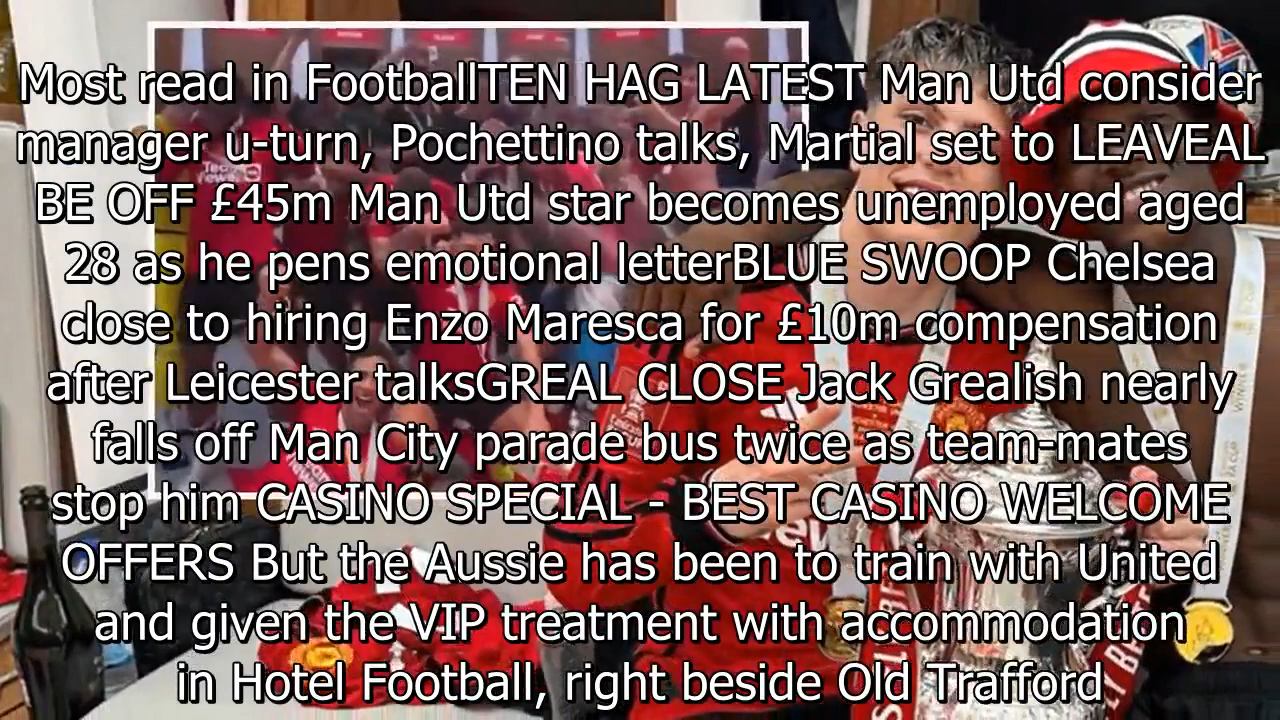 Most read in FootballTEN HAG LATEST Man Utd consider
manager u-turn, Pochettino talks, Martial set to LEAVEAL
BE OFF £45m Man Utd star becomes unemployed aged
28 as he pens emotional letterBLUE SWOOP Chelsea
close to hiring Enzo Maresca for £10m compensation
after Leicester talksGREAL CLOSE Jack Grealish nearly
falls off Man City parade bus twice as team-mates
stop him CASINO SPECIAL - BEST CASINO WELCOME
OFFERS But the Aussie has been to train with United
and given the VIP treatment with accommodation
in Hotel Football, right beside Old Trafford